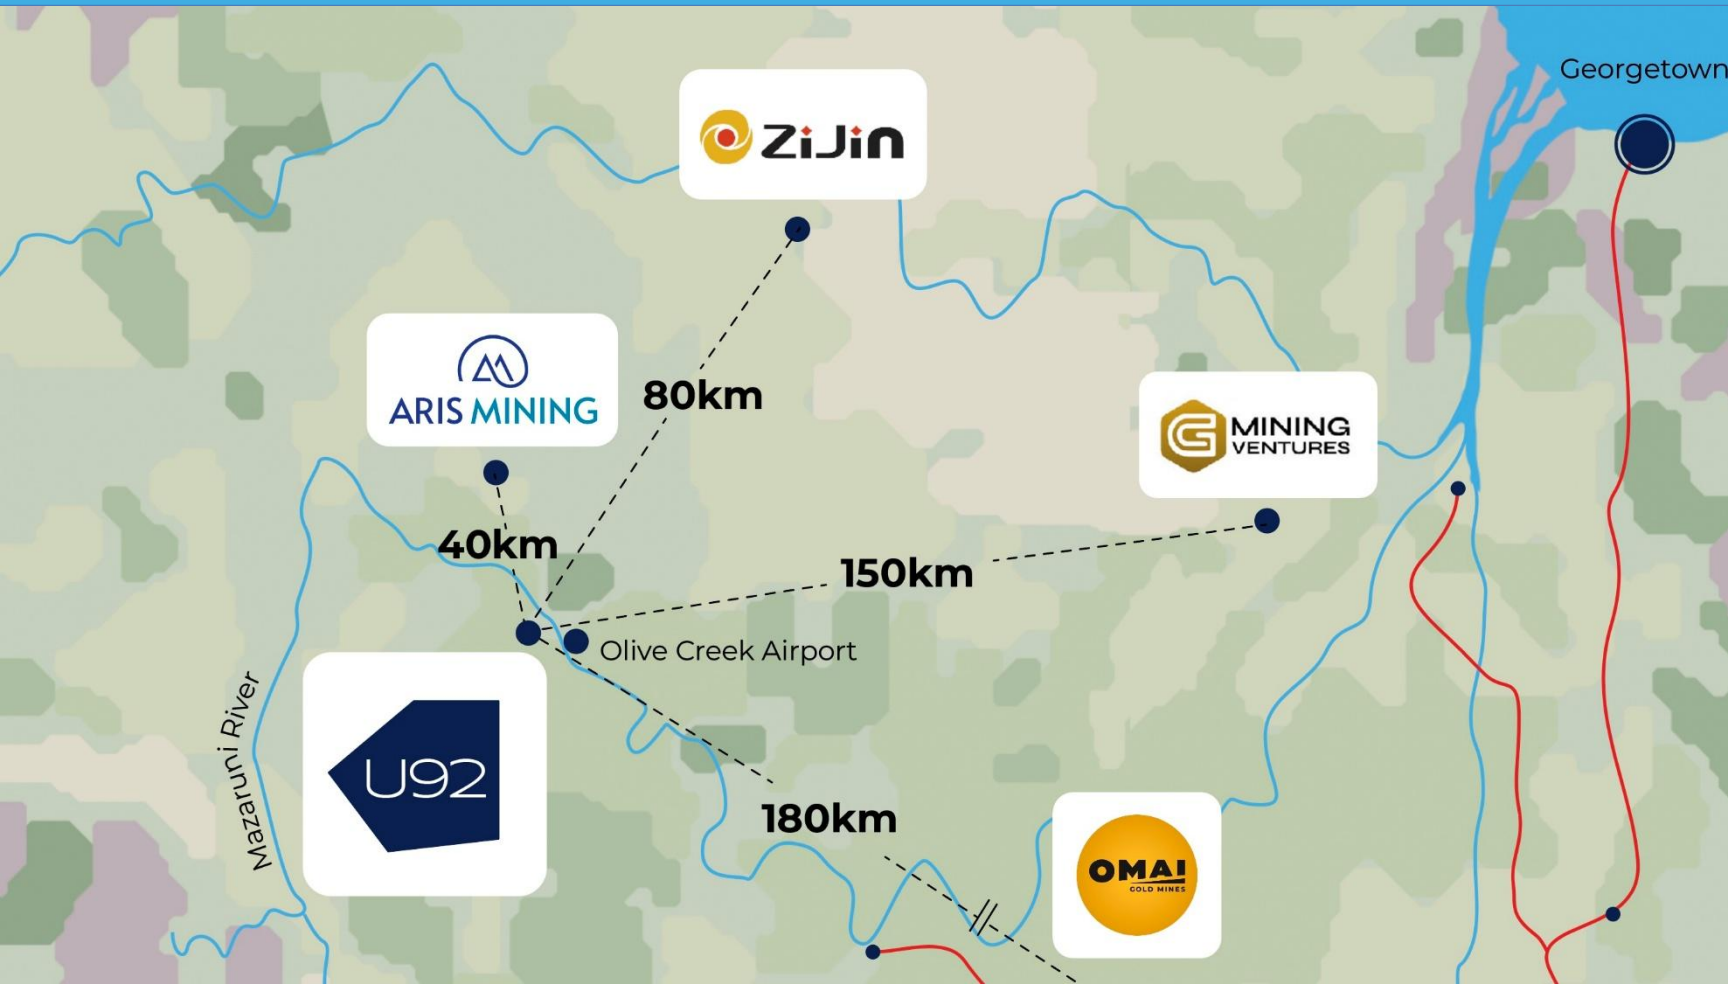 Georgetown
ZiJin
ARIS MINING
80km
G MINING
VENTURES
40km
150km
Olive Creek Airport
Mazaruni River
U92
180km
OMAI
GOLD MINES